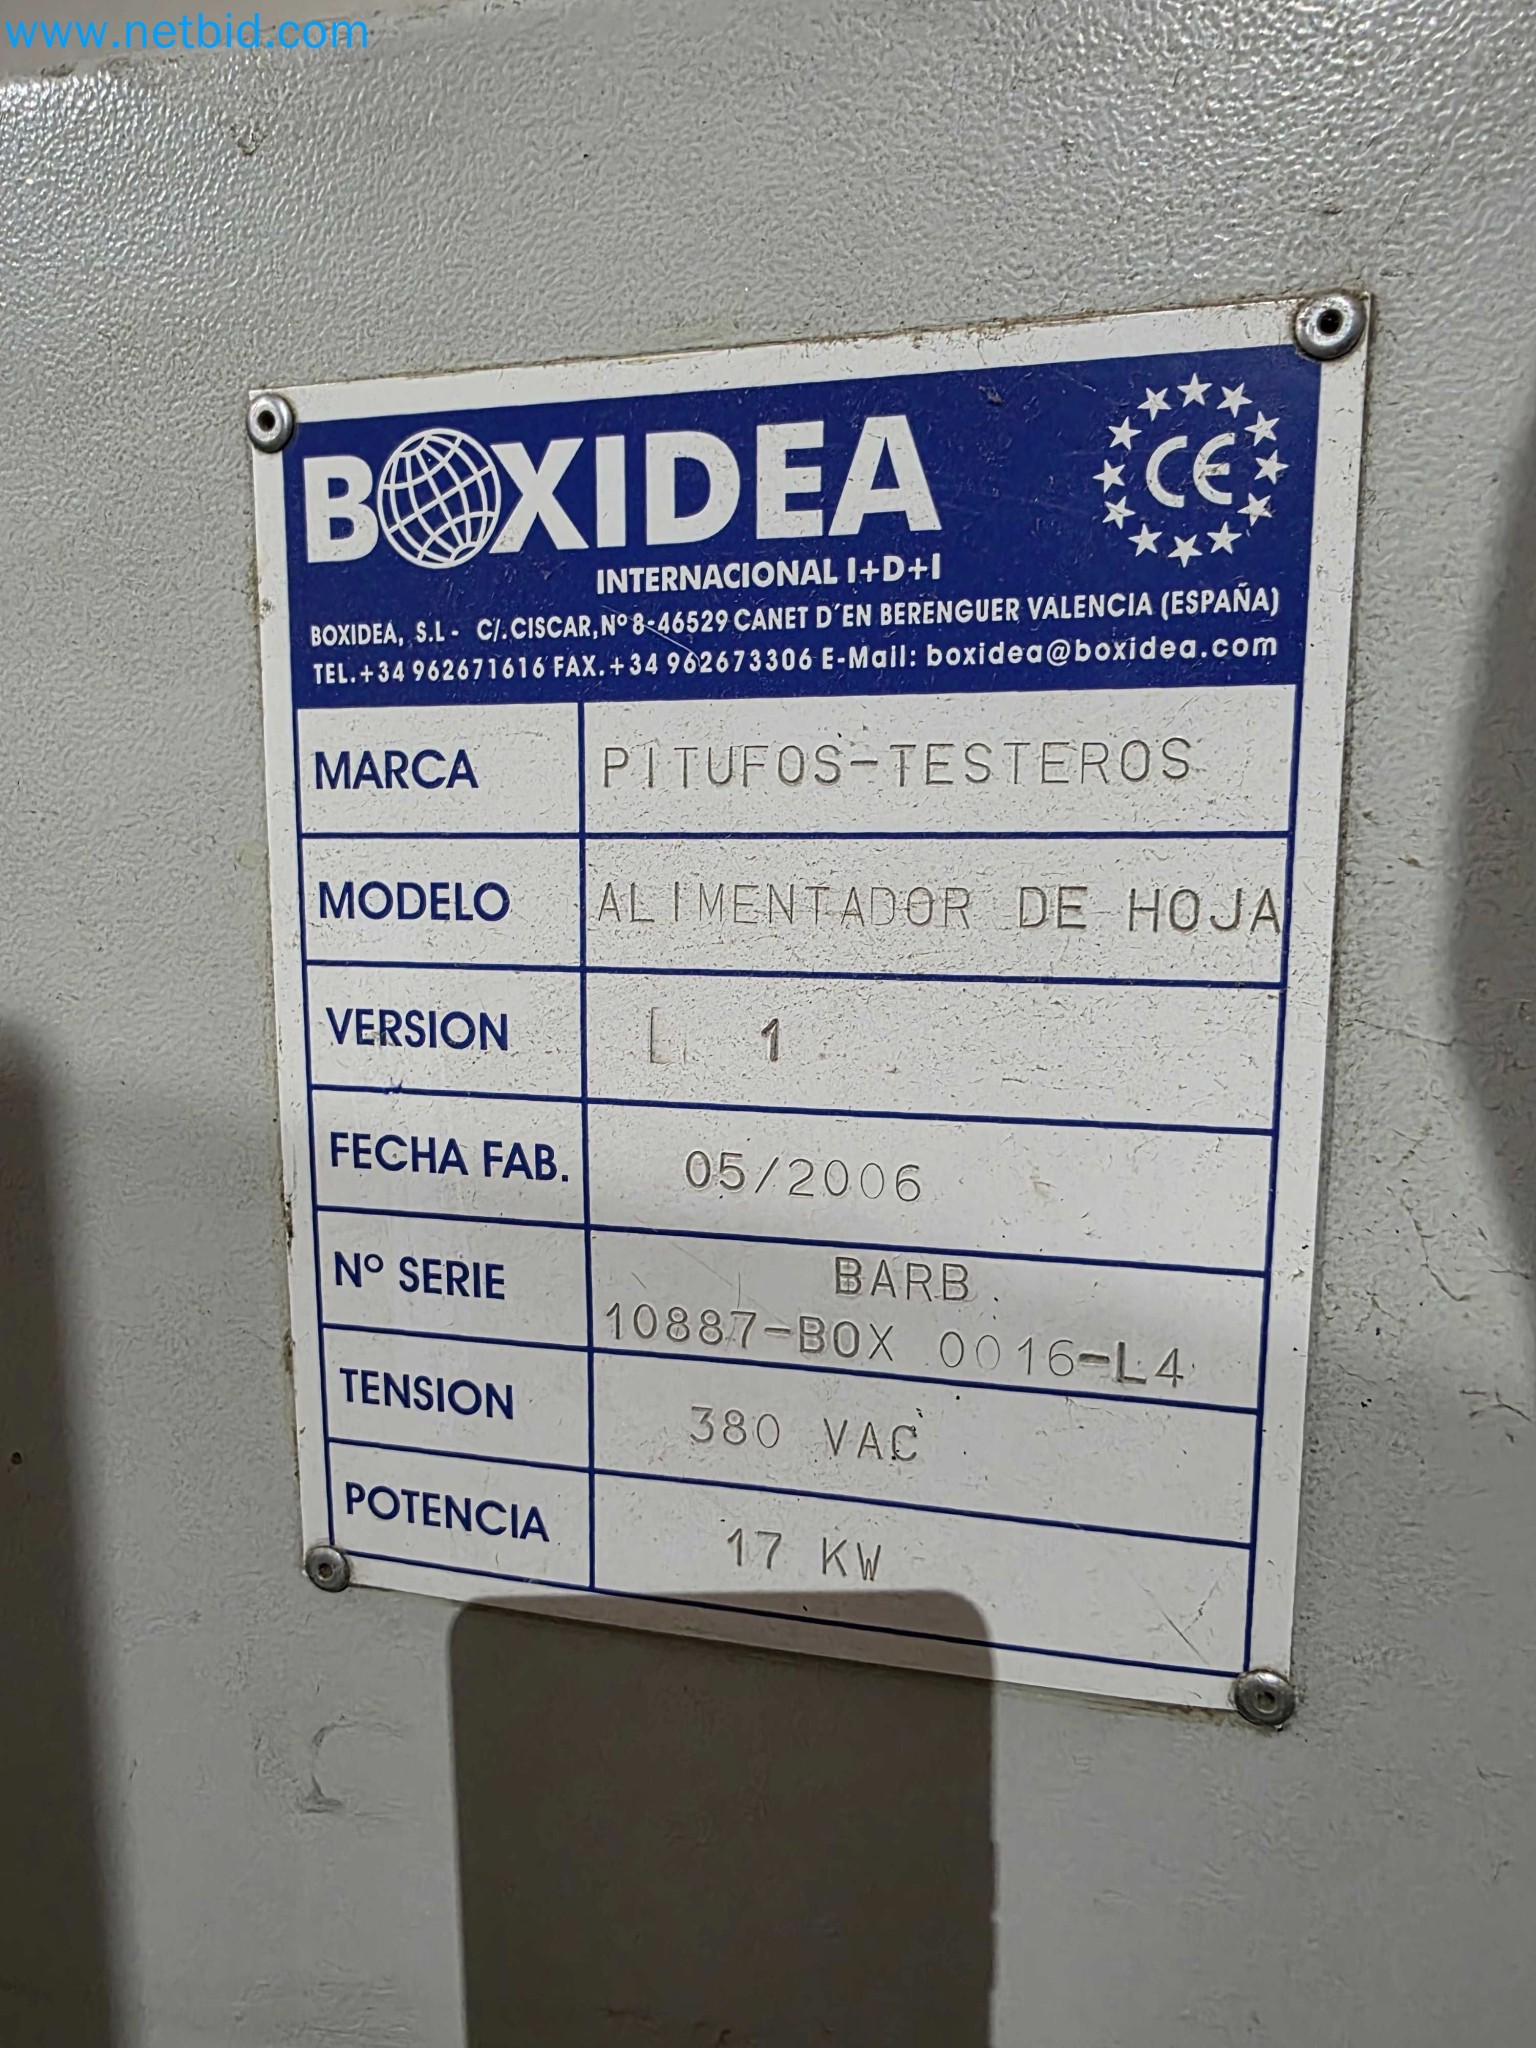 www.netbid.com
BOXIDEA
CE
INTERNACIONAL I+D+I
BOXIDEA, S.L - C/. CISCAR, Nº 8-46529 CANET D´EN BERENGUER VALENCIA (ESPAÑA)
TEL. +34 962671616 FAX. +34 962673306 E-Mail: boxidea@boxidea.com
MARCA PITUFOS-TESTEROS
MODELO ALIMENTADOR DE HOJA
VERSION L 1
FECHA FAB. 05/2006
Nº SERIE BARB
10887-BOX 0016-L4
TENSION 380 VAC
POTENCIA 17 KW